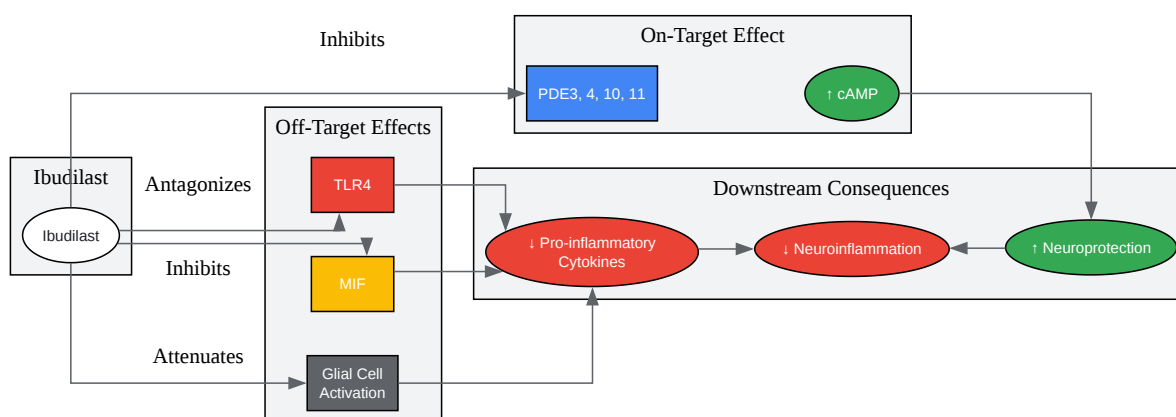 Inhibits
On-Target Effect
PDE3, 4, 10, 11
↑ cAMP
Off-Target Effects
Ibudilast
Antagonizes
TLR4
Downstream Consequences
Ibudilast
↓ Pro-inflammatory
Cytokines
↓ Neuroinflammation
↑ Neuroprotection
Inhibits
MIF
Attenuates
Glial Cell
Activation